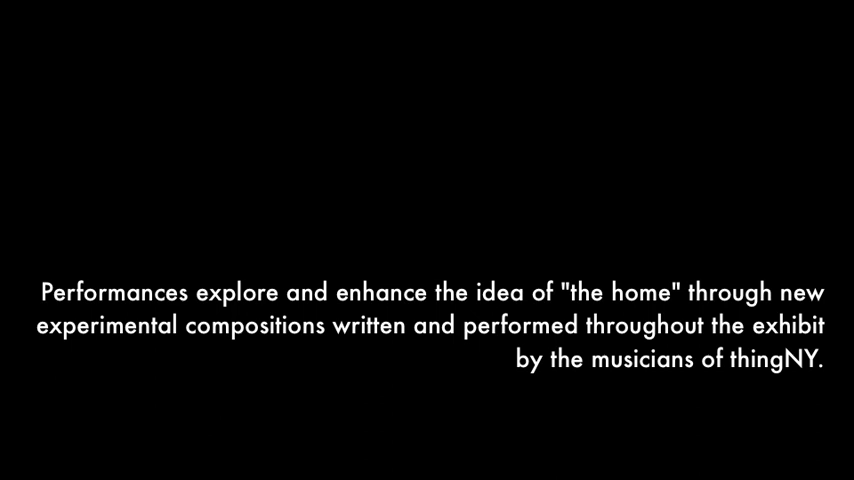 Performances explore and enhance the idea of "the home" through new
experimental compositions written and performed throughout the exhibit
by the musicians of thingNY.